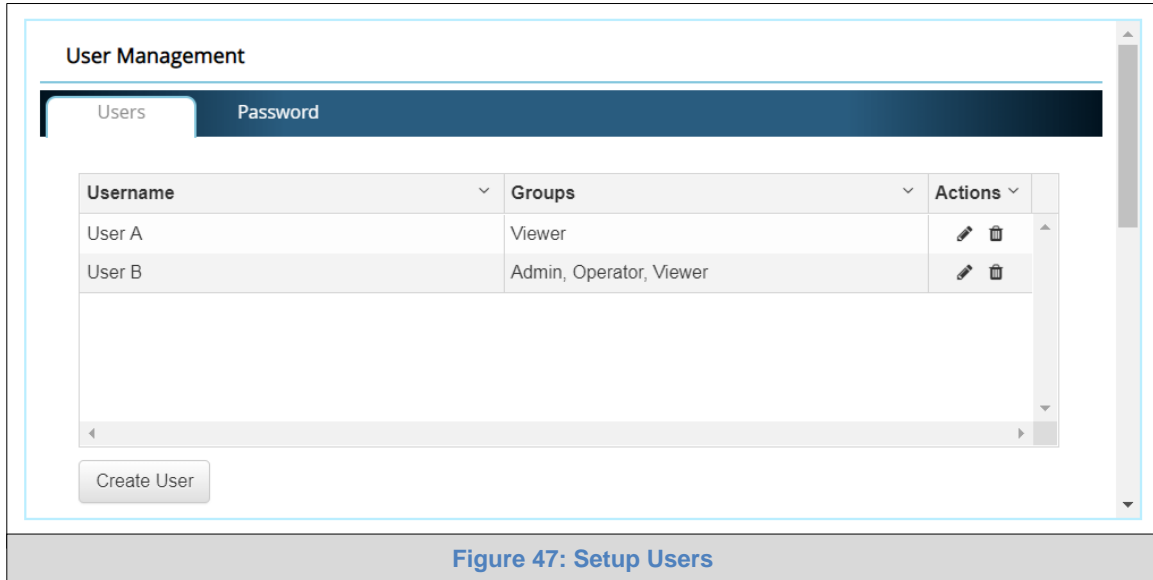 User Management
Users Password
Username Groups Actions
User A Viewer
User B Admin, Operator, Viewer
Create User
Figure 47: Setup Users